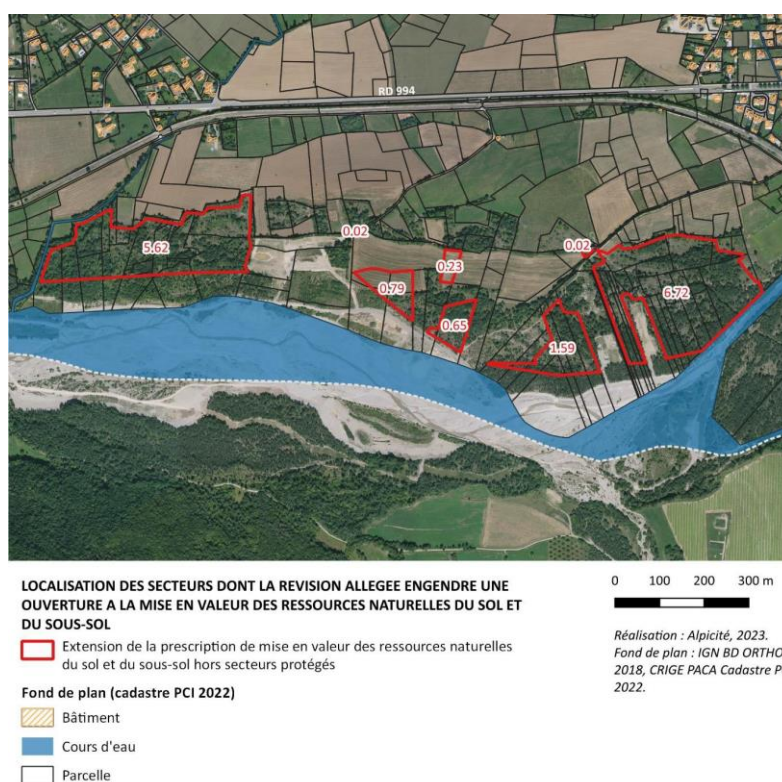 RD 994
5.62
0.02
0.23
0.02
0.79
0.65
6.72
1.59
LOCALISATION DES SECTEURS DONT LA REVISION ALLEGEE ENGENDRE UNE
OUVERTURE A LA MISE EN VALEUR DES RESSOURCES NATURELLES DU SOL ET
DU SOUS-SOL
Extension de la prescription de mise en valeur des ressources naturelles
du sol et du sous-sol hors secteurs protégés
Fond de plan (cadastre PCI 2022)
Bâtiment
Cours d'eau
Parcelle
0 100 200 300 m
Réalisation : Alpicité, 2023.
Fond de plan : IGN BD ORTHO
2018, CRIGE PACA Cadastre P
2022.